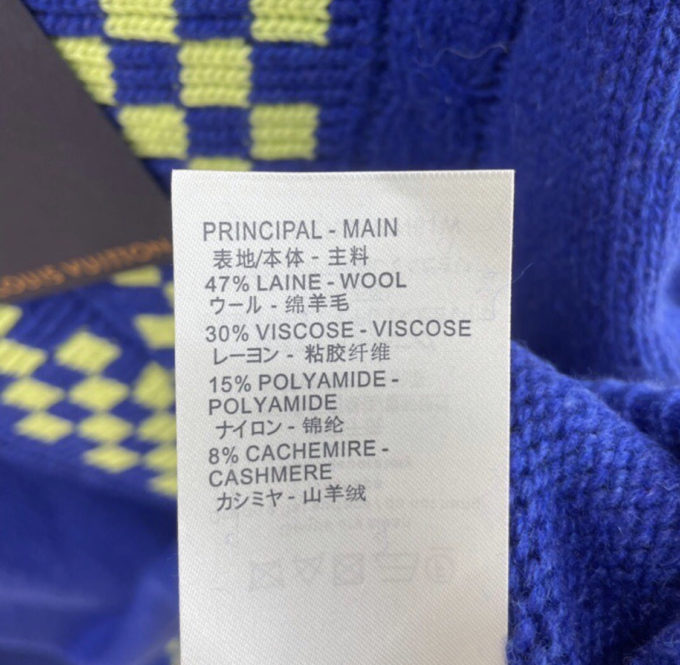 PRINCIPAL - MAIN
表地/本体 - 主料
47% LAINE - WOOL
ウール - 绵羊毛
30% VISCOSE - VISCOSE
レーヨン - 粘胶纤维
15% POLYAMIDE -
POLYAMIDE
ナイロン - 锦纶
8% CACHEMIRE -
CASHMERE
カシミヤ - 山羊绒
LOUIS VUITTON